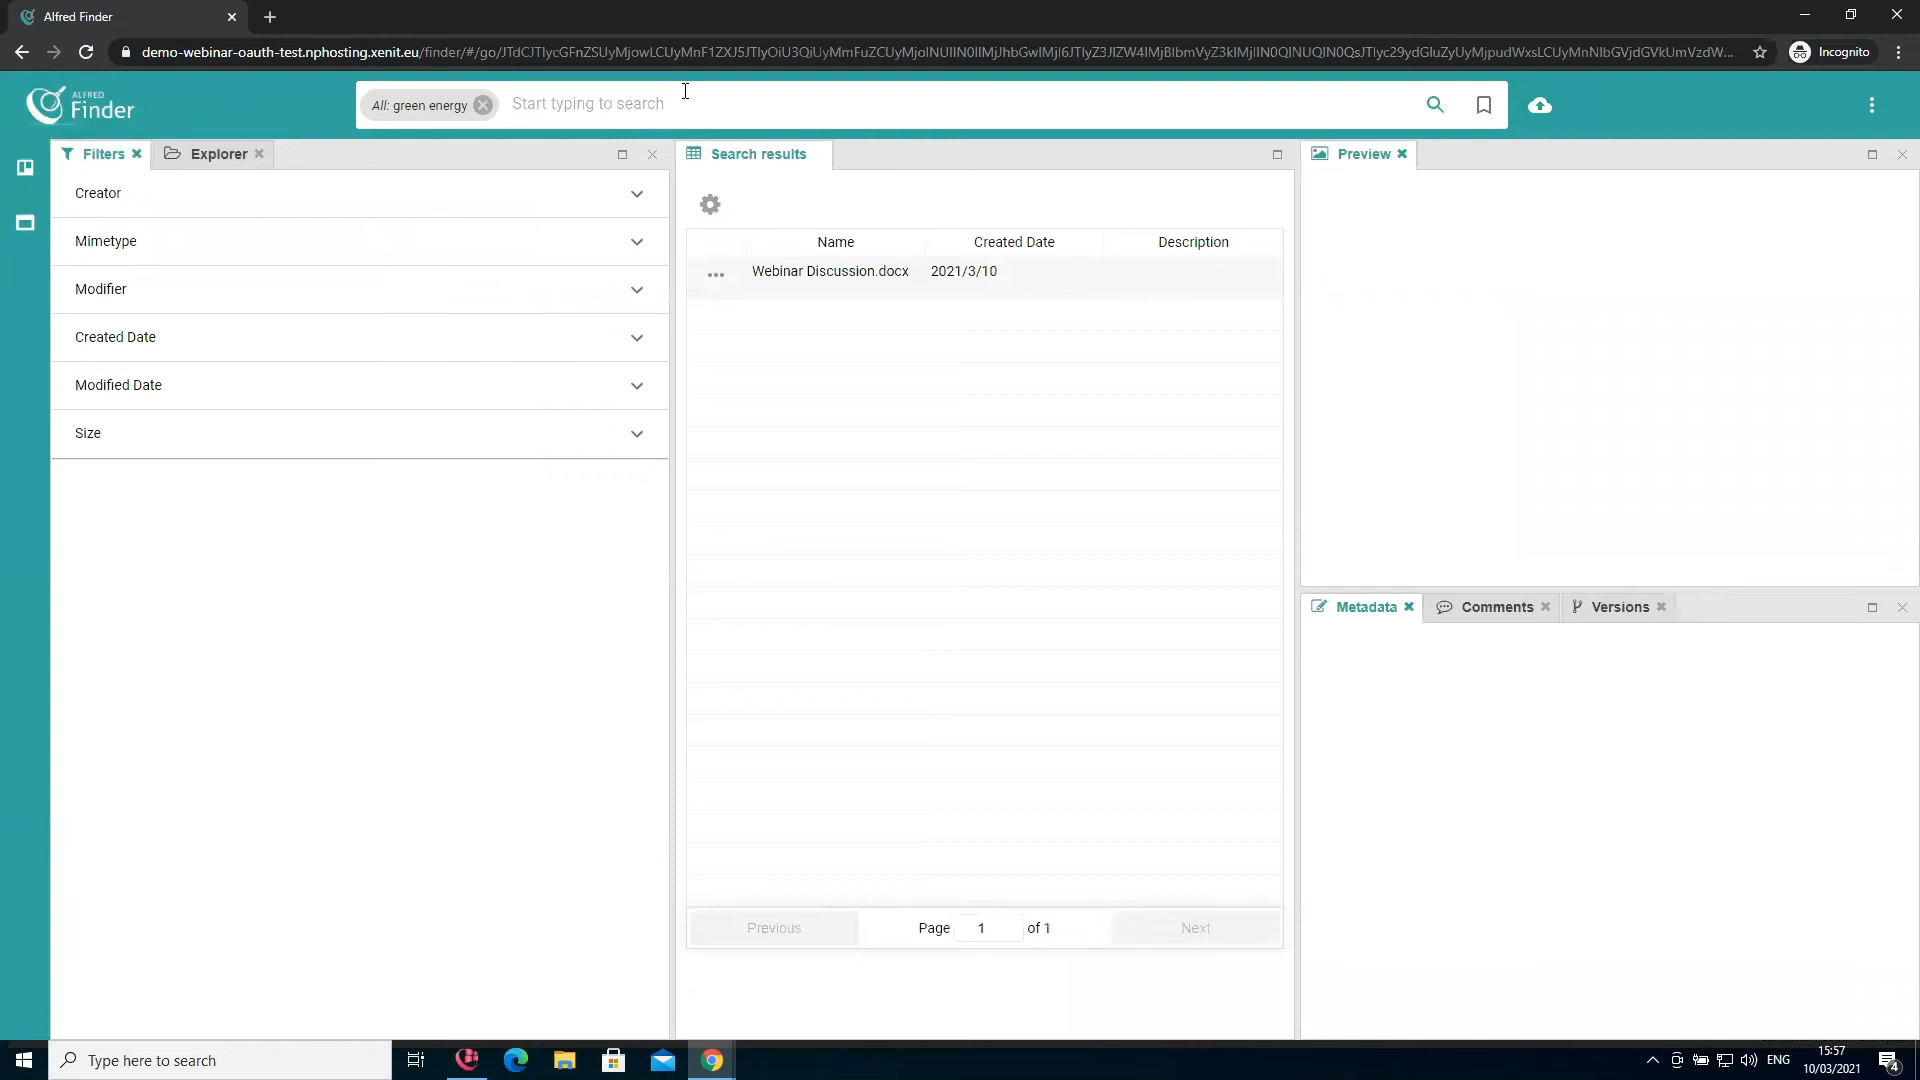 Alfred Finder
demo-webinar-oauth-test.nphosting.xenit.eu/finder/#/go/
Incognito
ALFRED
Finder
All: green energy
Start typing to search
Filters
Explorer
Search results
Preview
Creator
Mimetype
Modifier
Created Date
Modified Date
Size
Name
Created Date
Description
Webinar Discussion.docx
2021/3/10
Metadata
Comments
Versions
Previous
Page 1 of 1
Next
Type here to search
ENG
15:57
10/03/2021
4